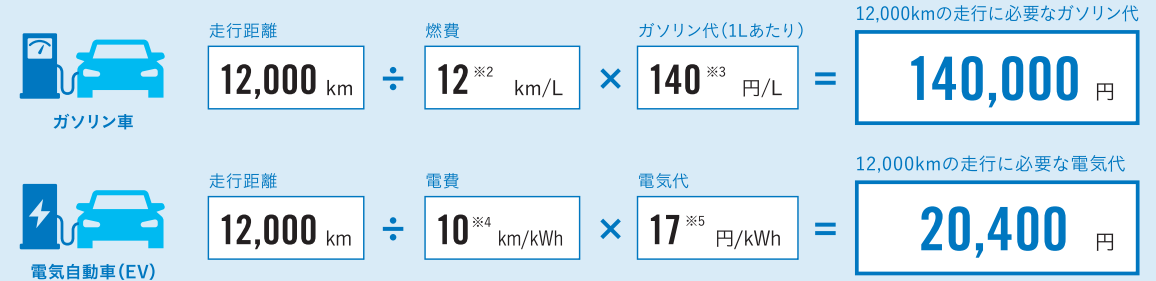 12,000kmの走行に必要なガソリン代
走行距離
燃費
ガソリン代(1Lあたり)
12,000 km ÷ 12※2 km/L × 140※3 円/L = 140,000 円
ガソリン車
12,000kmの走行に必要な電気代
走行距離
電費
電気代
12,000 km ÷ 10※4 km/kWh × 17※5 円/kWh = 20,400 円
電気自動車(EV)